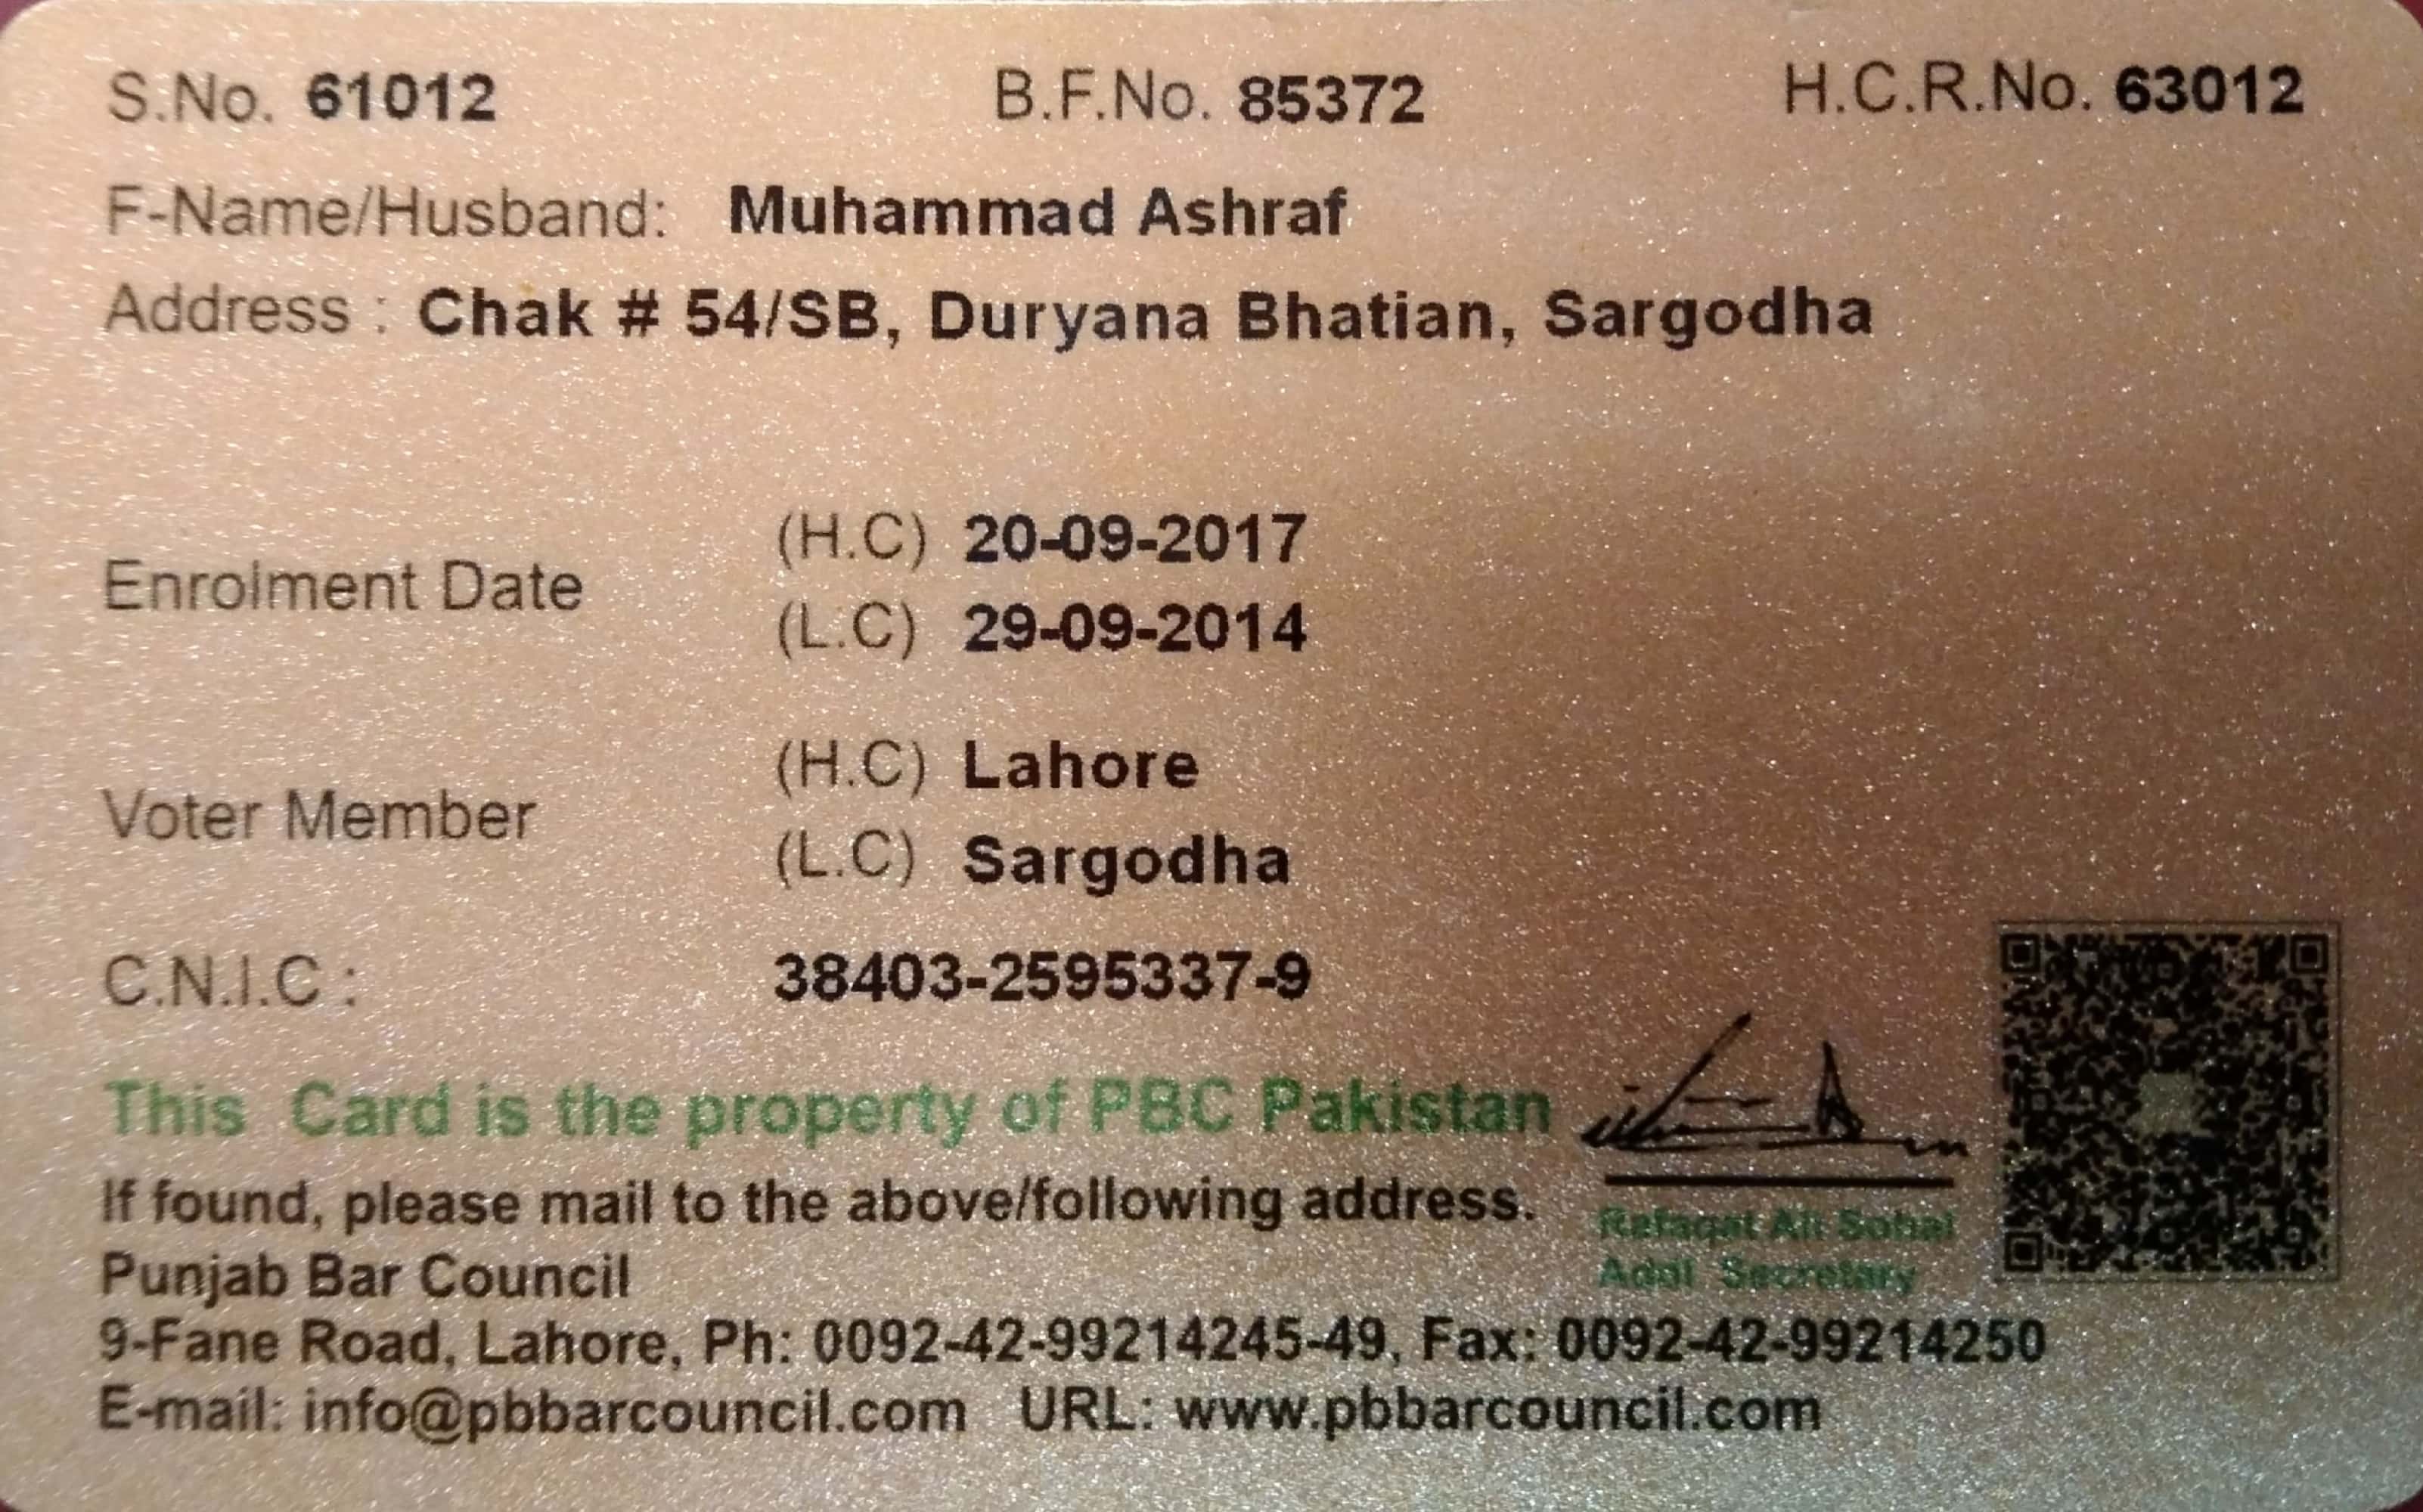 S.No. 61012 B.F.No. 85372 H.C.R.No. 63012
F-Name/Husband: Muhammad Ashraf
Address : Chak # 54/SB, Duryana Bhatian, Sargodha
Enrolment Date
(H.C) 20-09-2017
(L.C) 29-09-2014
Voter Member
(H.C) Lahore
(L.C) Sargodha
C.N.I.C : 38403-2595337-9
This Card is the property of PBC Pakistan
If found, please mail to the above/following address.
Rafaqat Ali Sohal
Addl. Secretary
Punjab Bar Council
9-Fane Road, Lahore, Ph: 0092-42-99214245-49, Fax: 0092-42-99214250
E-mail: info@pbbarcouncil.com URL: www.pbbarcouncil.com